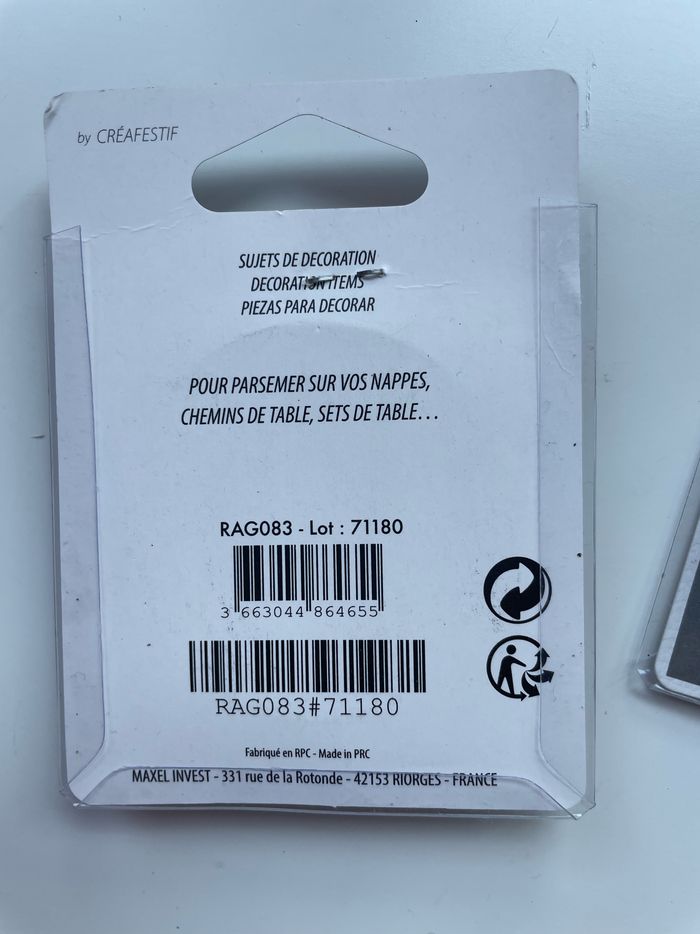 by CRÉAFESTIF
SUJETS DE DECORATION
DECORATION ITEMS
PIEZAS PARA DECORAR
POUR PARSEMER SUR VOS NAPPES,
CHEMINS DE TABLE, SETS DE TABLE...
RAG083 - Lot : 71180
3 663044 864655
RAG083#71180
Fabriqué en RPC - Made in PRC
MAXEL INVEST - 331 rue de la Rotonde - 42153 RIORGES - FRANCE